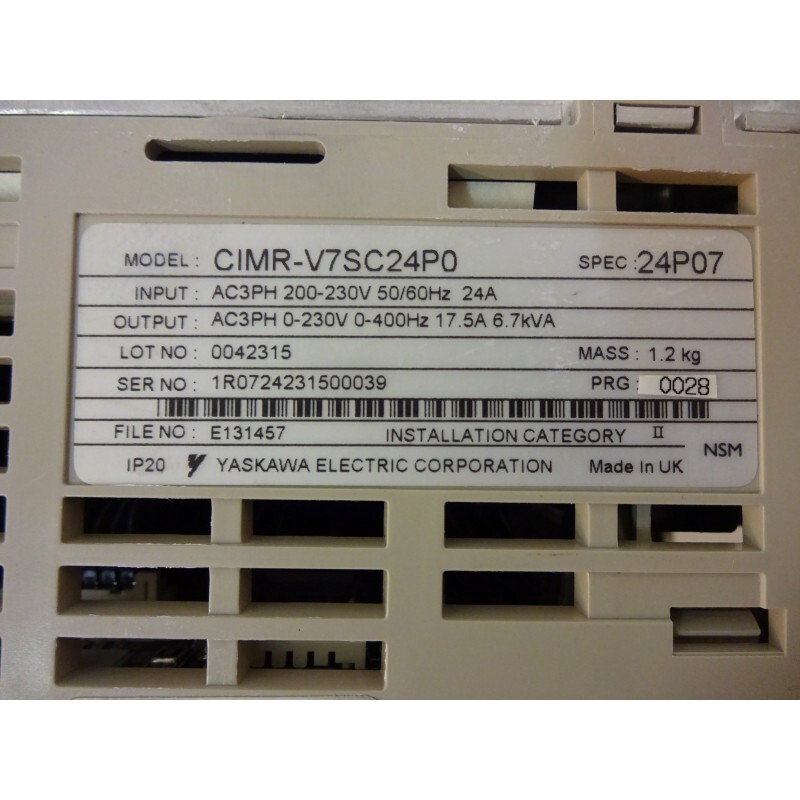 MODEL : CIMR-V7SC24P0 SPEC : 24P07
INPUT : AC3PH 200-230V 50/60Hz 24A
OUTPUT : AC3PH 0-230V 0-400Hz 17.5A 6.7kVA
LOT NO : 0042315 MASS : 1.2 kg
SER NO : 1R0724231500039 PRG : 0028
FILE NO : E131457 INSTALLATION CATEGORY II
NSM
IP20 YASKAWA ELECTRIC CORPORATION Made In UK